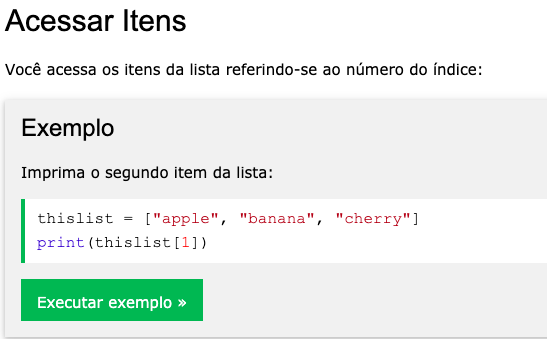 Acessar Itens
Você acessa os itens da lista referindo-se ao número do índice:
Exemplo
Imprima o segundo item da lista:
thislist = ["apple", "banana", "cherry"]
print(thislist[1])
Executar exemplo »